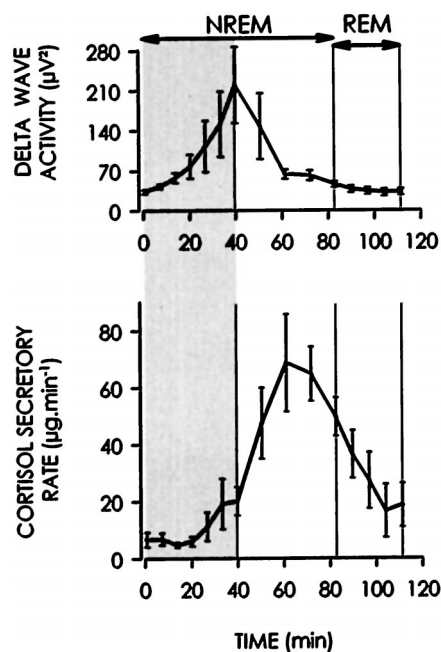 NREM
REM
DELTA WAVE
ACTIVITY (μV²)
280
210
140
70
0
0 20 40 60 80 100 120
CORTISOL SECRETORY
RATE (μg.min⁻¹)
80
60
40
20
0
0 20 40 60 80 100 120
TIME (min)